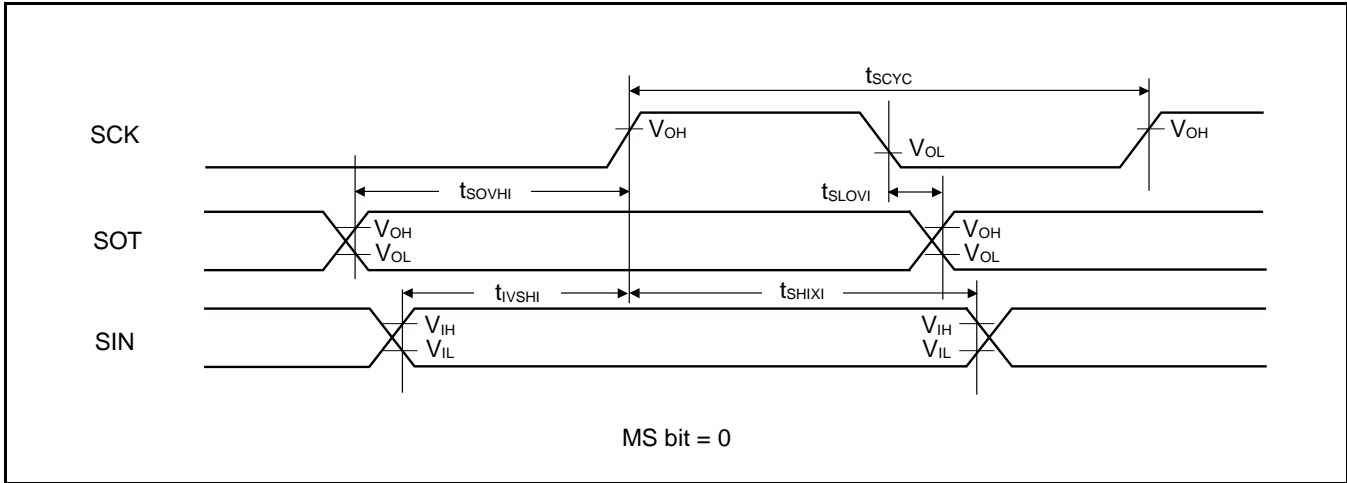 tSCYC
SCK
VOH
VOL
VOH
tSOVHI
tSLOVI
SOT
VOH
VOL
VOH
VOL
tIVSHI
tSHIXI
SIN
VIH
VIL
VIH
VIL
MS bit = 0